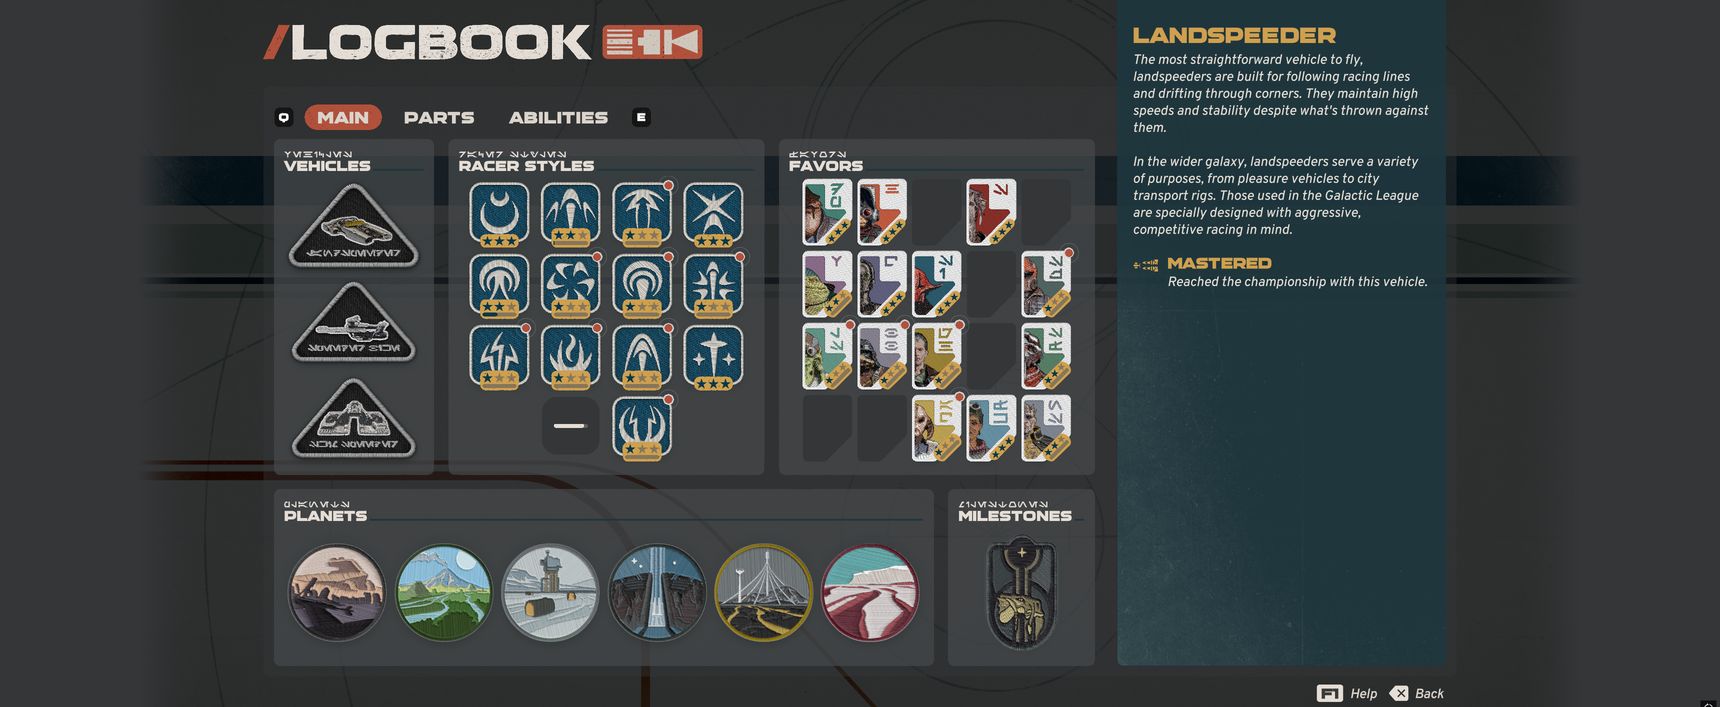 /LOGBOOK
Q MAIN PARTS ABILITIES E
VEHICLES
RACER STYLES
FAVORS
PLANETS
MILESTONES
LANDSPEEDER
The most straightforward vehicle to fly,
landspeeders are built for following racing lines
and drifting through corners. They maintain high
speeds and stability despite what's thrown against
them.
In the wider galaxy, landspeeders serve a variety
of purposes, from pleasure vehicles to city
transport rigs. Those used in the Galactic League
are specially designed with aggressive,
competitive racing in mind.
MASTERED
Reached the championship with this vehicle.
F1 Help Back